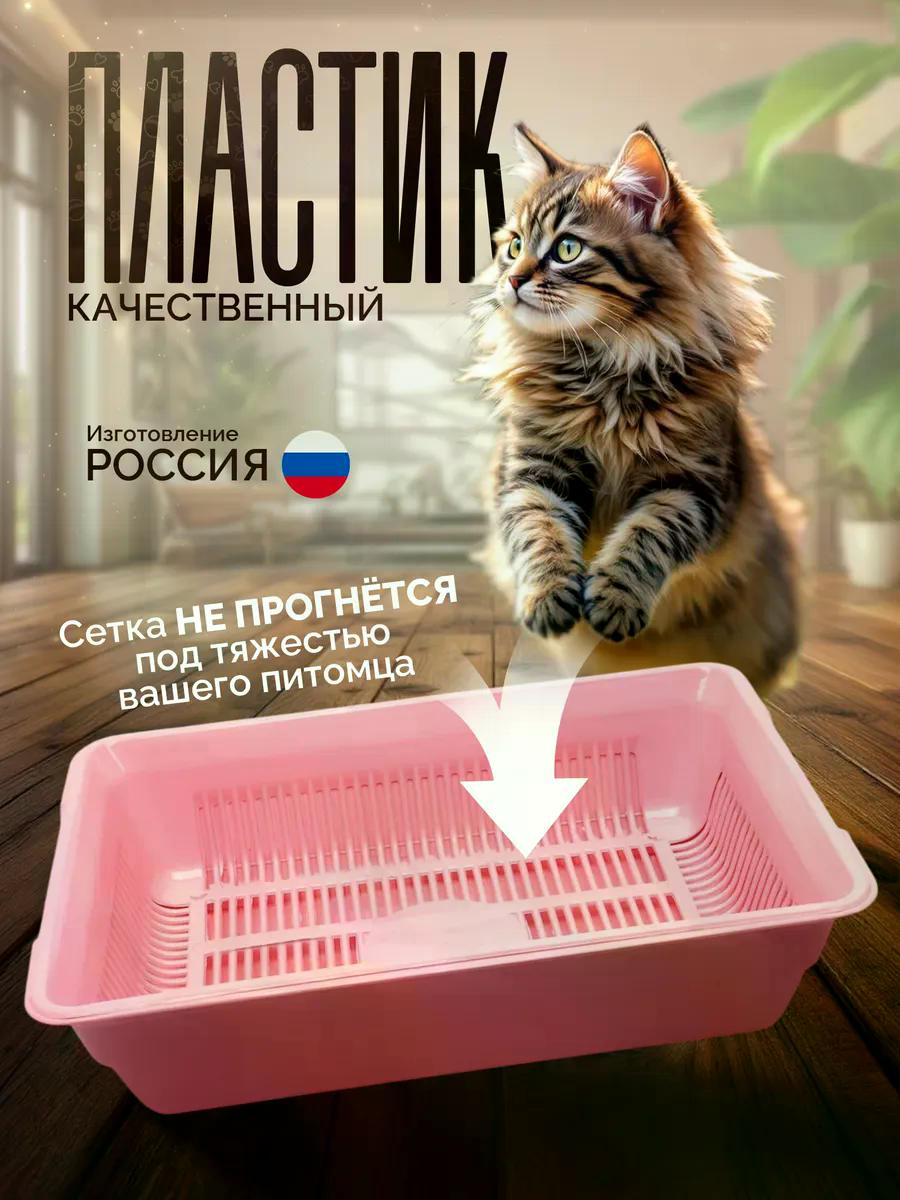 ПЛАСТИК
КАЧЕСТВЕННЫЙ
Изготовление
РОССИЯ
Сетка НЕ ПРОГНЁТСЯ
под тяжестью
вашего питомца